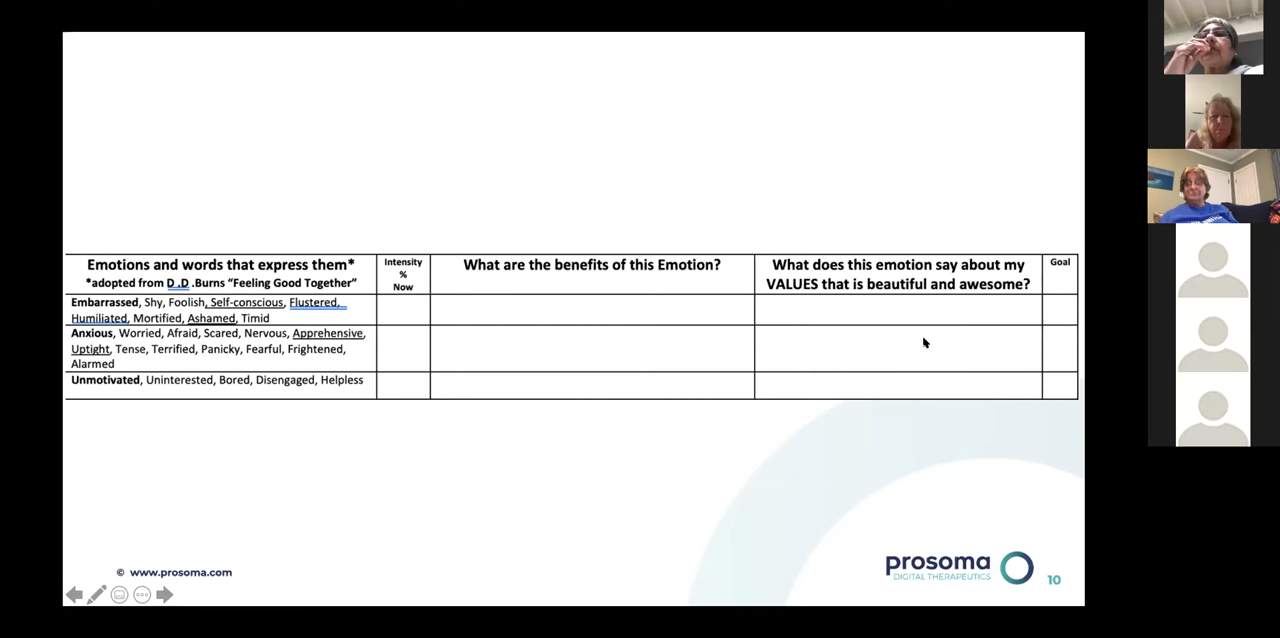 Emotions and words that express them*
*adopted from D .D .Burns “Feeling Good Together”
Intensity
%
Now
What are the benefits of this Emotion?
What does this emotion say about my
VALUES that is beautiful and awesome?
Goal
Embarrassed, Shy, Foolish, Self-conscious, Flustered,
Humiliated, Mortified, Ashamed, Timid
Anxious, Worried, Afraid, Scared, Nervous, Apprehensive,
Uptight, Tense, Terrified, Panicky, Fearful, Frightened,
Alarmed
Unmotivated, Uninterested, Bored, Disengaged, Helpless
© www.prosoma.com
prosoma
DIGITAL THERAPEUTICS
10